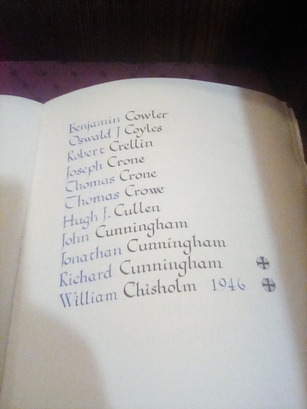 Benjamin Cowler
Oswald J Coyles
Robert Crellin
Joseph Crone
Thomas Crone
Thomas Crowe
Hugh J. Cullen
John Cunningham
Jonathan Cunningham
Richard Cunningham
William Chisholm 1946